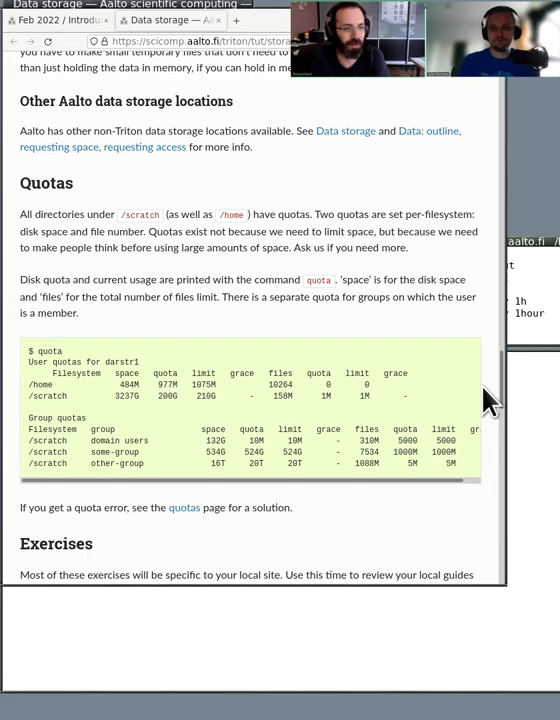 Data storage — Aalto scientific computing —
Feb 2022 / Introdu
Data storage — Aa
https://scicomp.aalto.fi/triton/tut/stora
you have to make small temporary files that don't need to
than just holding the data in memory, if you can hold in me
Other Aalto data storage locations
Aalto has other non-Triton data storage locations available. See Data storage and Data: outline,
requesting space, requesting access for more info.
Quotas
All directories under /scratch (as well as /home ) have quotas. Two quotas are set per-filesystem:
disk space and file number. Quotas exist not because we need to limit space, but because we need
to make people think before using large amounts of space. Ask us if you need more.
Disk quota and current usage are printed with the command quota . 'space' is for the disk space
and 'files' for the total number of files limit. There is a separate quota for groups on which the user
is a member.
$ quota
User quotas for darstr1
Filesystem space quota limit grace files quota limit grace
/home 484M 977M 1075M 10264 0 0
/scratch 3237G 200G 210G - 158M 1M 1M -
Group quotas
Filesystem group space quota limit grace files quota limit gr
/scratch domain users 132G 10M 10M - 310M 5000 5000
/scratch some-group 534G 524G 524G - 7534 1000M 1000M
/scratch other-group 16T 20T 20T - 1088M 5M 5M
If you get a quota error, see the quotas page for a solution.
Exercises
Most of these exercises will be specific to your local site. Use this time to review your local guides
aalto.fi
1h
1hour